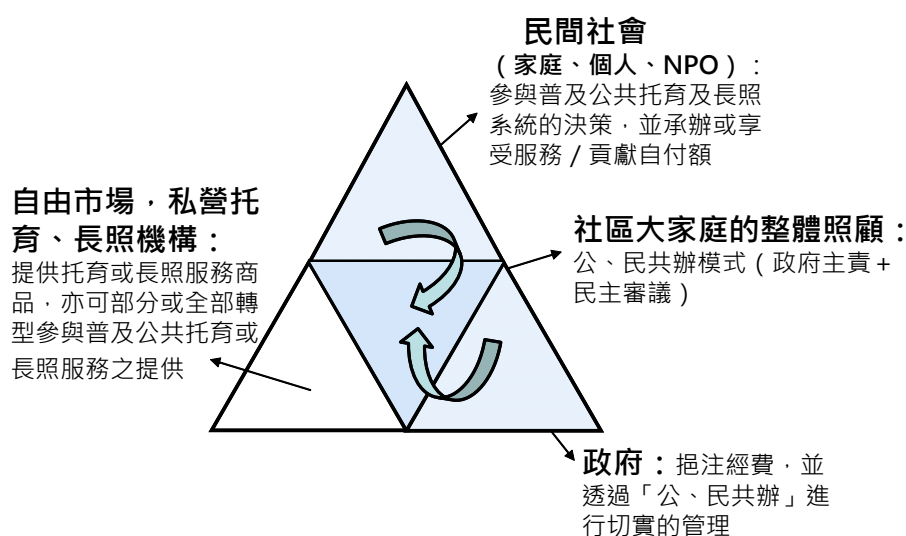 民間社會
（家庭、個人、NPO）：
參與普及公共托育及長照
系統的決策，並承辦或享
受服務 / 貢獻自付額
自由市場，私營托
育、長照機構：
提供托育或長照服務商
品，亦可部分或全部轉
型參與普及公共托育或
長照服務之提供
社區大家庭的整體照顧：
公、民共辦模式（政府主責+
民主審議）
政府：挹注經費，並
透過「公、民共辦」進
行切實的管理